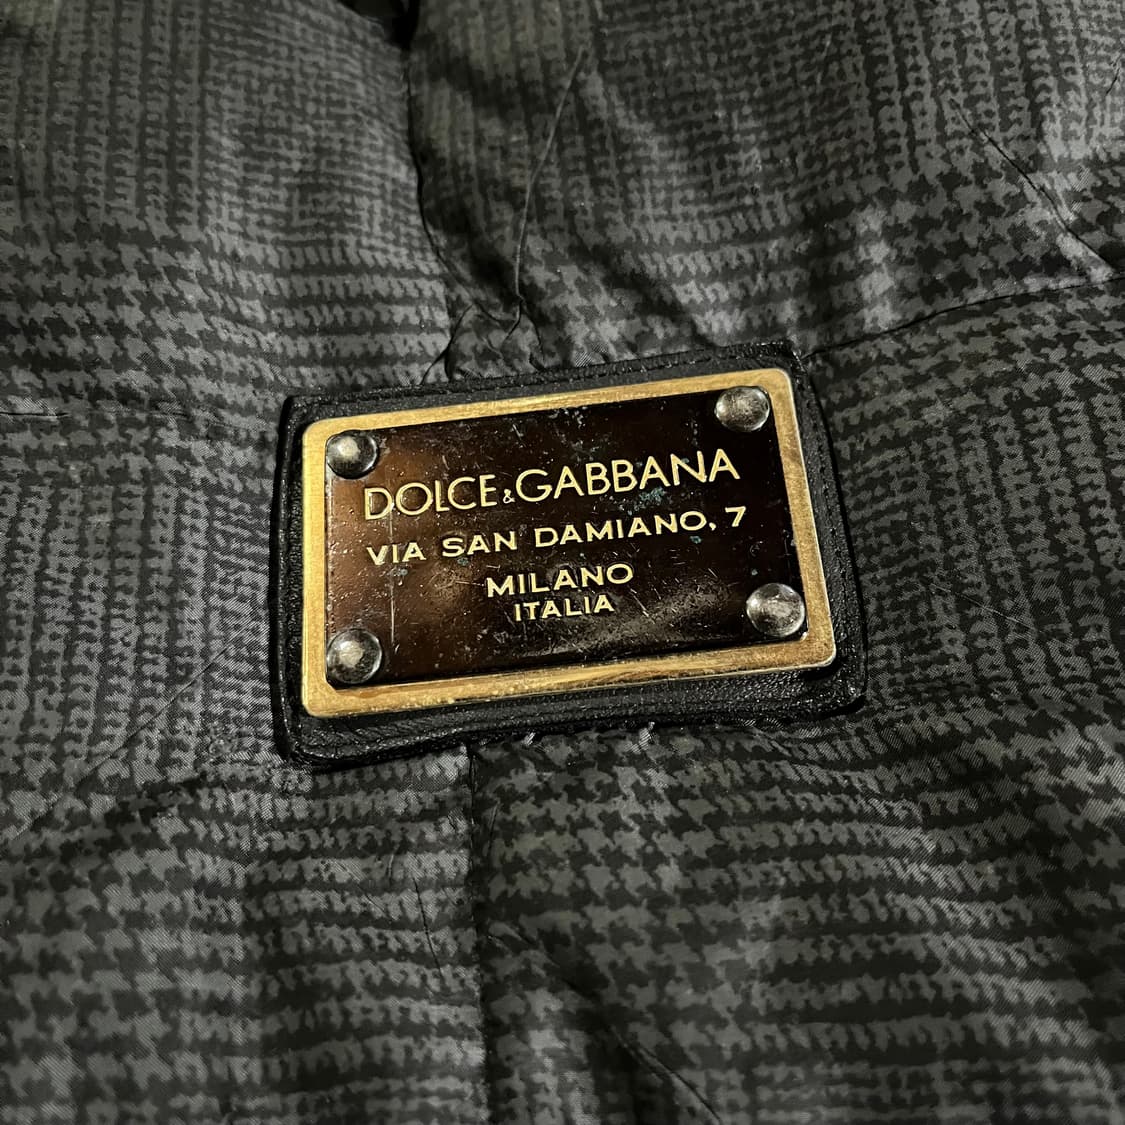 DOLCE&GABBANA
VIA SAN DAMIANO, 7
MILANO
ITALIA